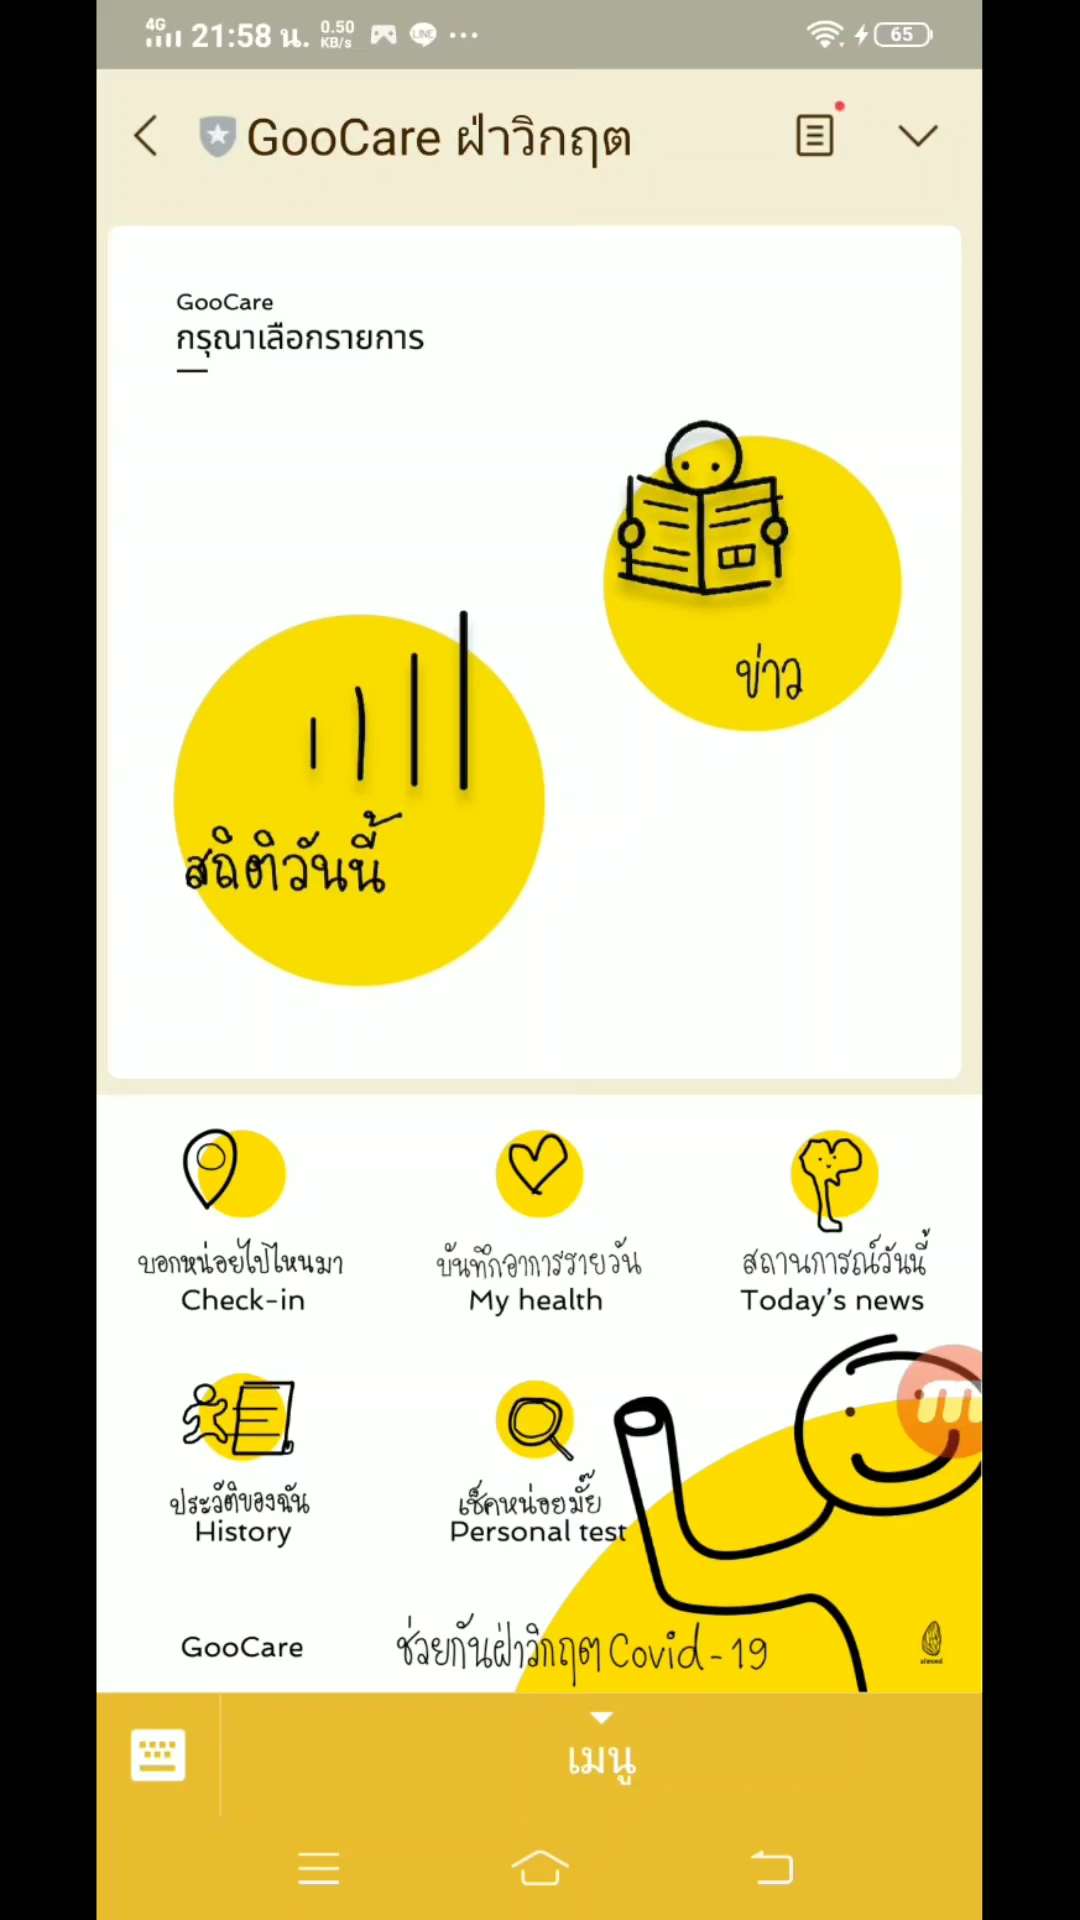 4G 21:58 น. 0.50 KB/s LINE ... 65
GooCare ฝ่าวิกฤต
GooCare
กรุณาเลือกรายการ
ข่าว
สถิติวันนี้
บอกหน่อยไปไหนมา
Check-in
บันทึกอาการรายวัน
My health
สถานการณ์วันนี้
Today's news
ประวัติของฉัน
History
เช็คหน่อยมั๊ย
Personal test
GooCare
ช่วยกันฝ่าวิกฤต Covid-19
almond
เมนู